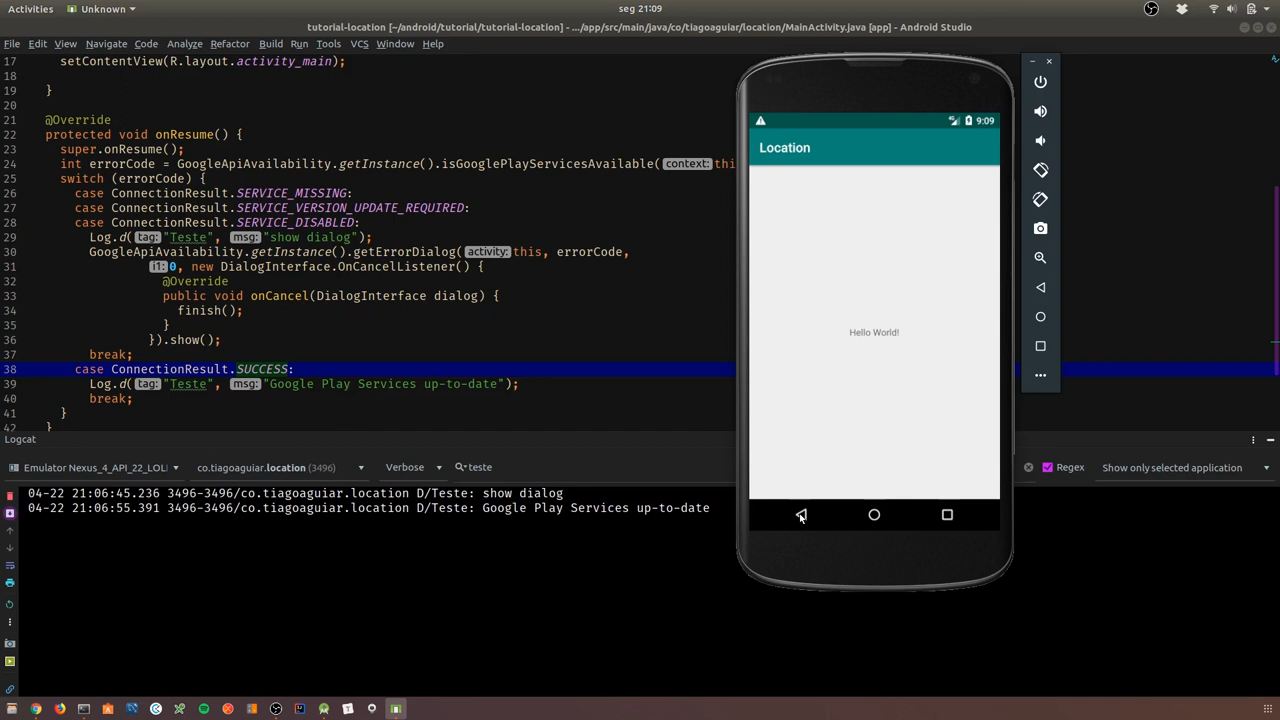 Activities
Unknown
seg 21:09
tutorial-location [~/android/tutorial/tutorial-location] - .../app/src/main/java/co/tiagoaguiar/location/MainActivity.java [app] - Android Studio
File Edit View Navigate Code Analyze Refactor Build Run Tools VCS Window Help
17 setContentView(R.layout.activity_main);
18
19 }
20
21 @Override
22 protected void onResume() {
23 super.onResume();
24 int errorCode = GoogleApiAvailability.getInstance().isGooglePlayServicesAvailable( context: thi
25 switch (errorCode) {
26 case ConnectionResult.SERVICE_MISSING:
27 case ConnectionResult.SERVICE_VERSION_UPDATE_REQUIRED:
28 case ConnectionResult.SERVICE_DISABLED:
29 Log.d( tag: "Teste", msg: "show dialog");
30 GoogleApiAvailability.getInstance().getErrorDialog( activity: this, errorCode,
31 i1: 0, new DialogInterface.OnCancelListener() {
32 @Override
33 public void onCancel(DialogInterface dialog) {
34 finish();
35 }
36 }).show();
37 break;
38 case ConnectionResult.SUCCESS:
39 Log.d( tag: "Teste", msg: "Google Play Services up-to-date");
40 break;
41 }
42 }
9:09
Location
Hello World!
Logcat
Emulator Nexus_4_API_22_LOLI
co.tiagoaguiar.location (3496)
Verbose
teste
Regex
Show only selected application
04-22 21:06:45.236 3496-3496/co.tiagoaguiar.location D/Teste: show dialog
04-22 21:06:55.391 3496-3496/co.tiagoaguiar.location D/Teste: Google Play Services up-to-date